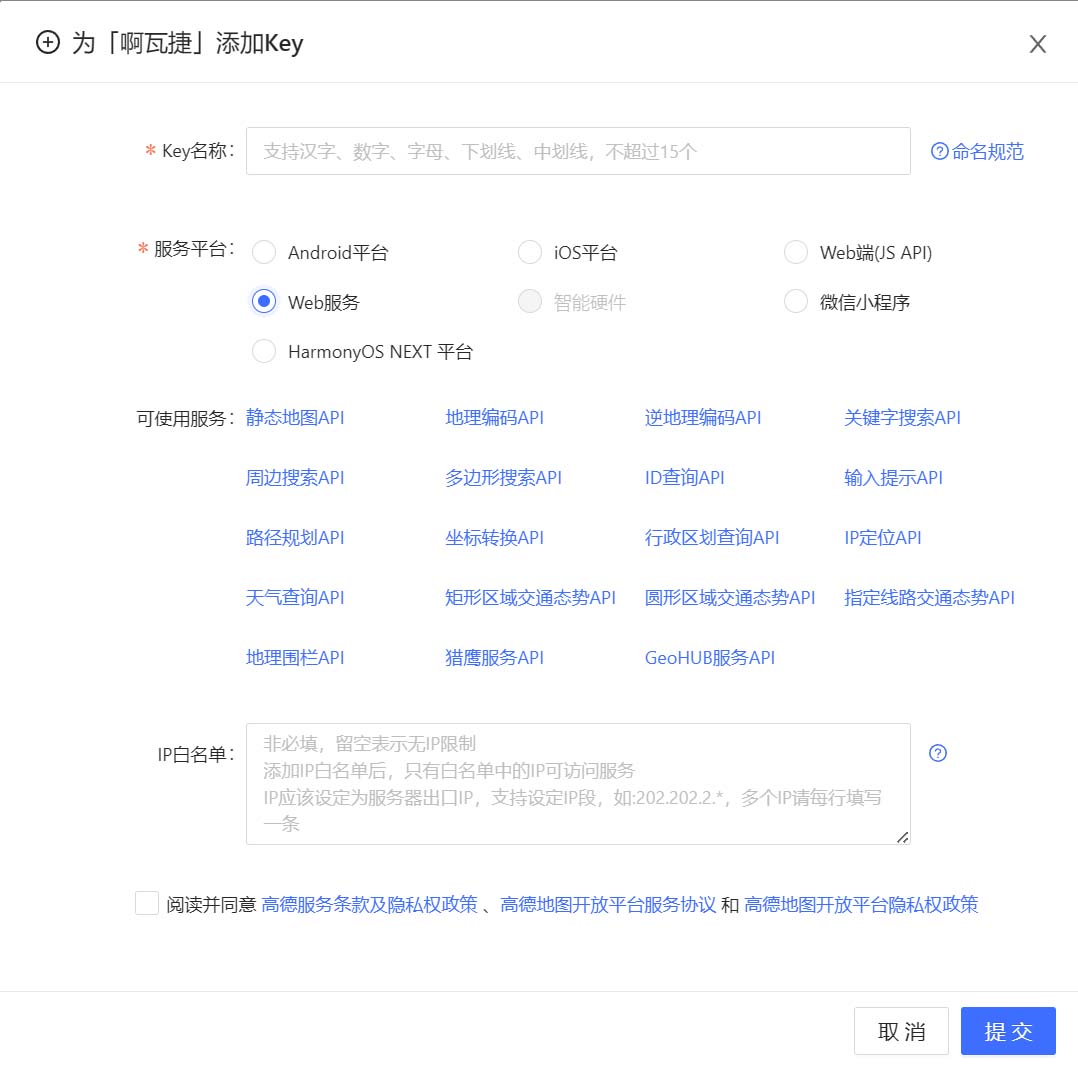 为「啊瓦捷」添加Key
* Key名称: 支持汉字、数字、字母、下划线、中划线，不超过15个 命名规范
* 服务平台: Android平台 iOS平台 Web端(JS API)
Web服务 智能硬件 微信小程序
HarmonyOS NEXT 平台
可使用服务: 静态地图API 地理编码API 逆地理编码API 关键字搜索API
周边搜索API 多边形搜索API ID查询API 输入提示API
路径规划API 坐标转换API 行政区划查询API IP定位API
天气查询API 矩形区域交通态势API 圆形区域交通态势API 指定线路交通态势API
地理围栏API 猎鹰服务API GeoHUB服务API
IP白名单: 非必填，留空表示无IP限制
添加IP白名单后，只有白名单中的IP可访问服务
IP应该设定为服务器出口IP，支持设定IP段，如:202.202.2.*，多个IP请每行填写
一条
阅读并同意 高德服务条款及隐私权政策 、高德地图开放平台服务协议 和 高德地图开放平台隐私权政策
取 消 提 交